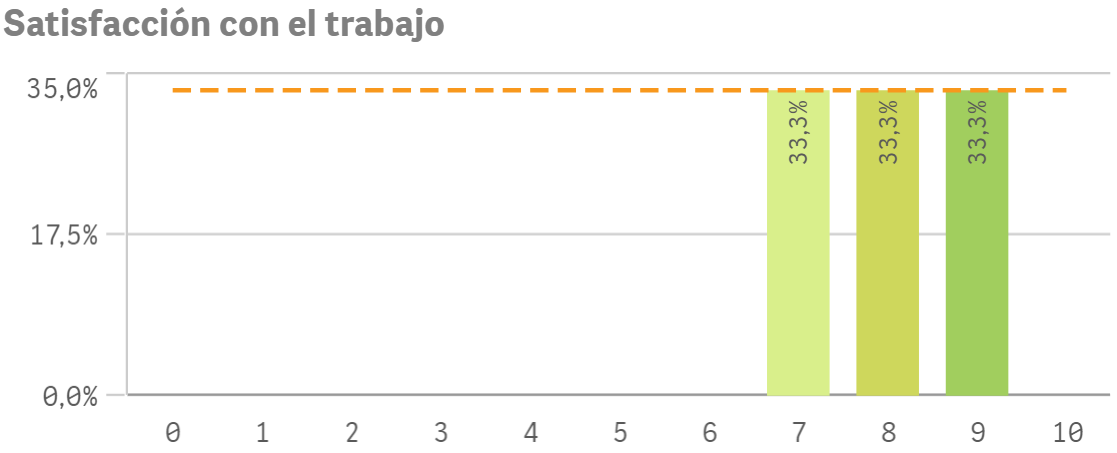 Satisfacción con el trabajo
35,0%
33,3% 33,3% 33,3%
17,5%
0,0%
0 1 2 3 4 5 6 7 8 9 10